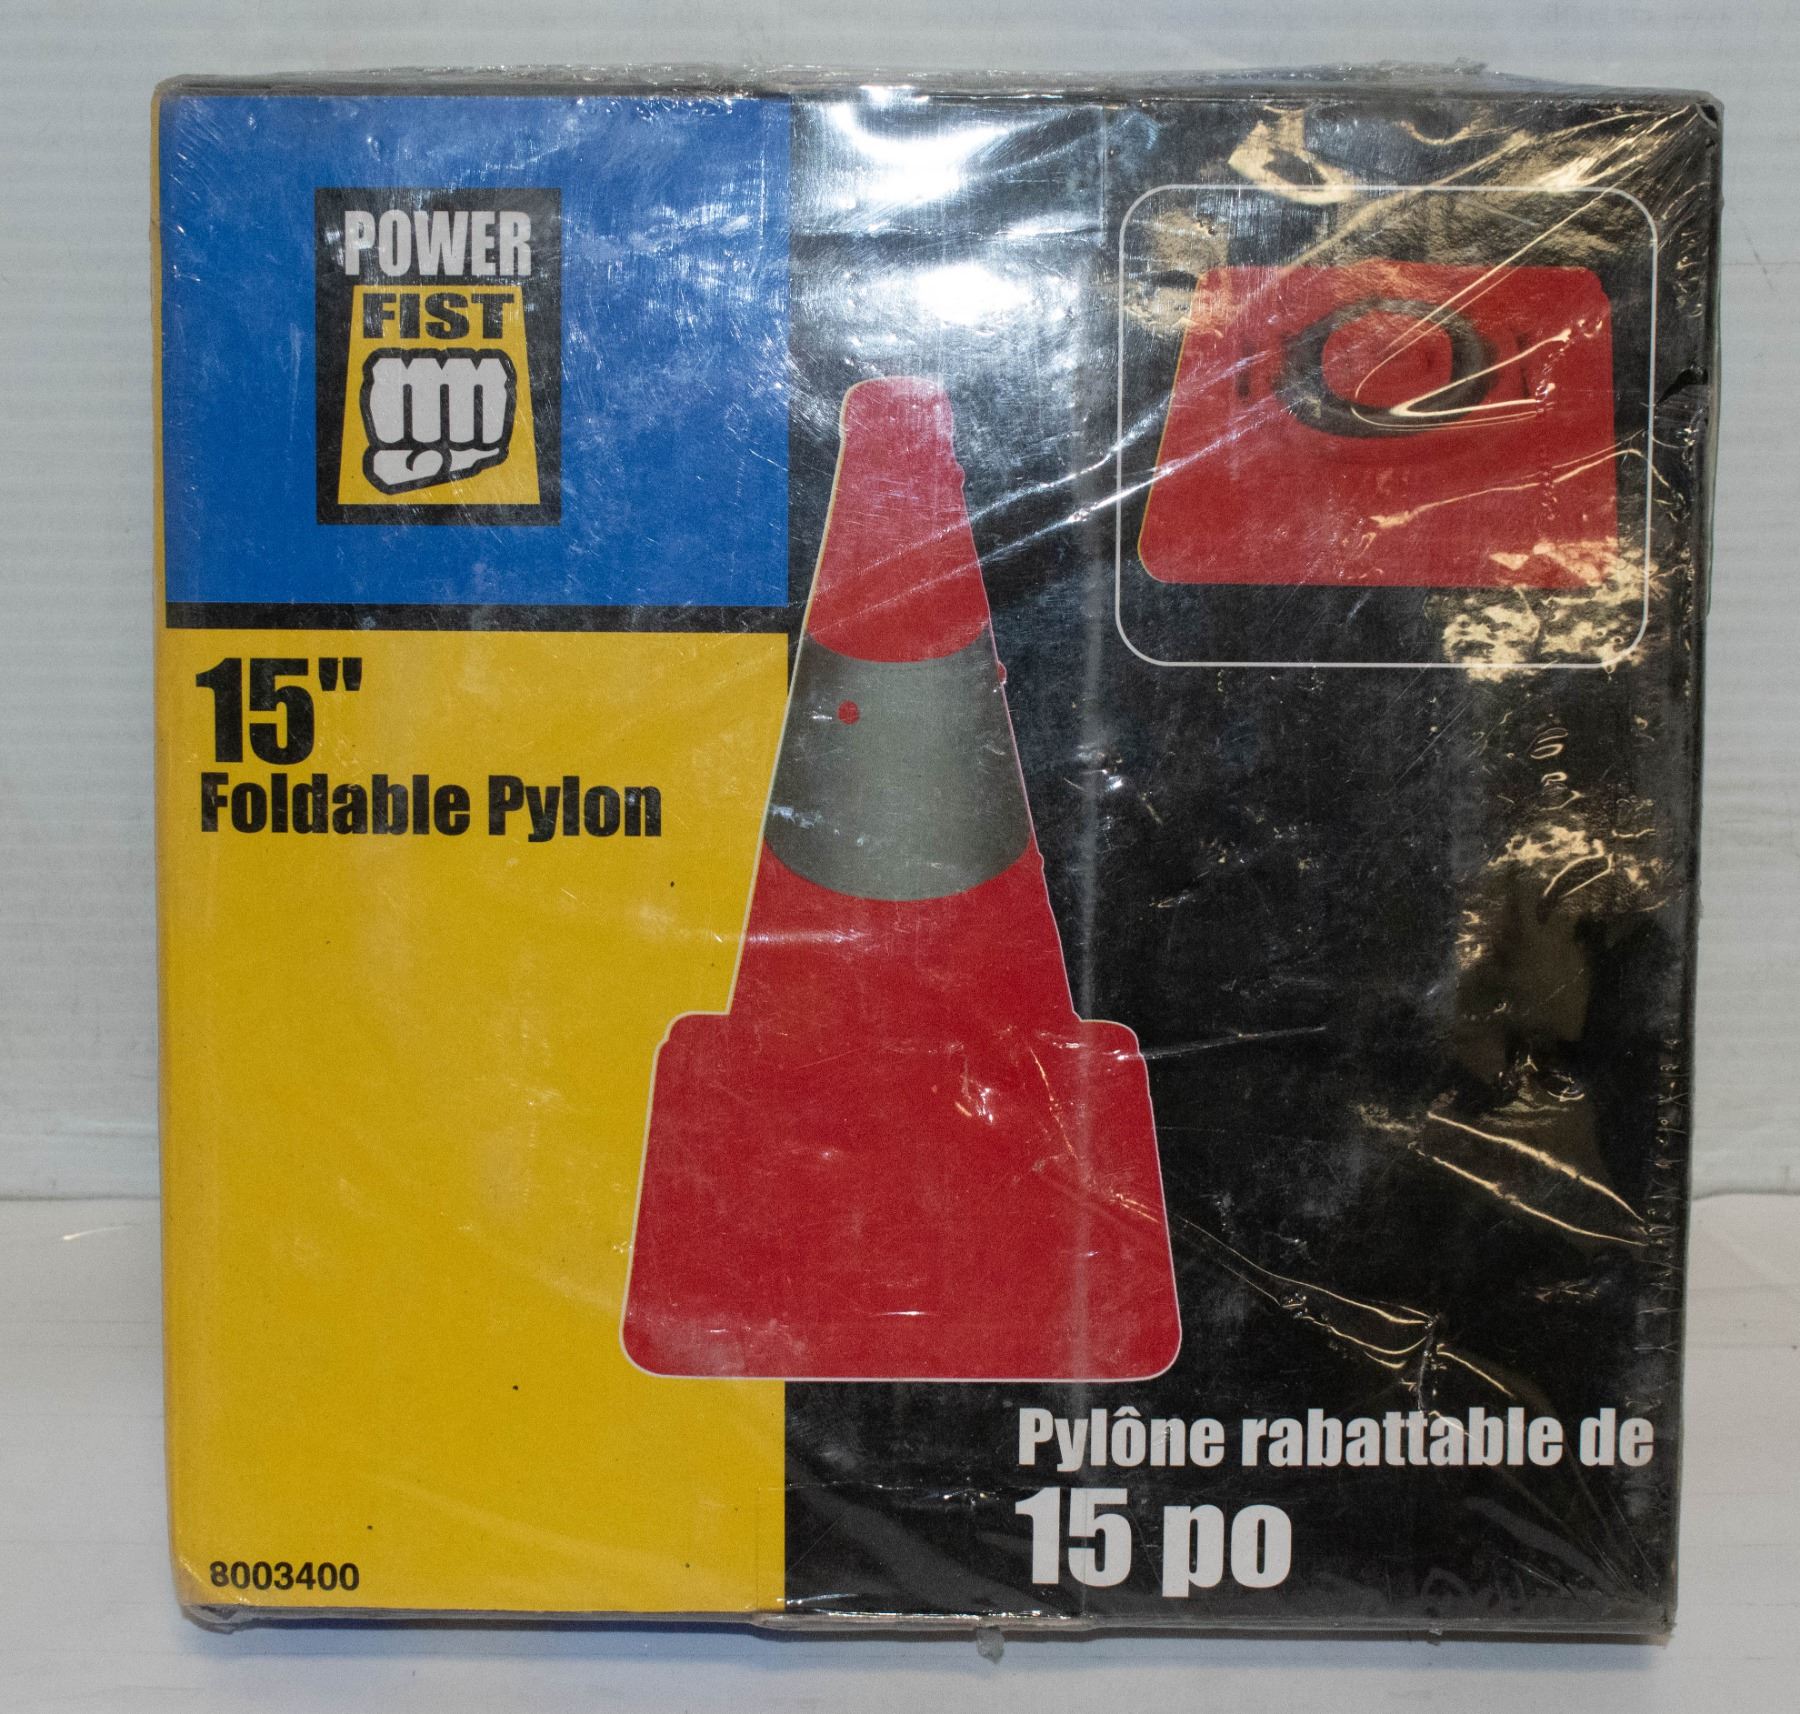 POWER
FIST
15"
Foldable Pylon
Pylône rabattable de
15 po
8003400